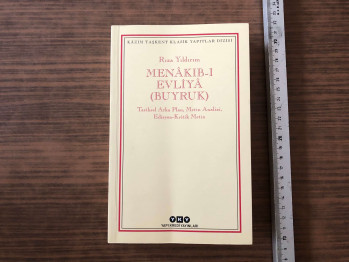 KAZIM TAŞKENT KLASİK YAPITLAR DİZİSİ
Rıza Yıldırım
MENÂKIB-I
EVLİYÂ
(BUYRUK)
Tarihsel Arka Plan, Metin Analizi,
Edisyon-Kritik Metin
YKY
YAPI KREDİ YAYINLARI